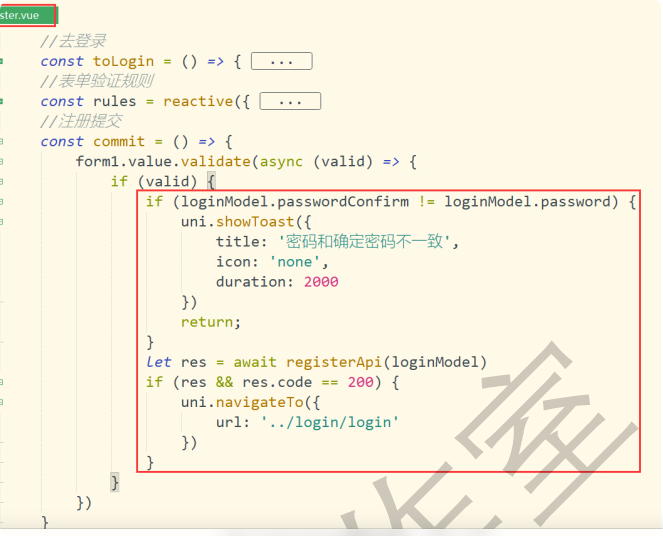 ster.vue
//去登录
const toLogin = () => { ...
//表单验证规则
const rules = reactive({ ...
//注册提交
const commit = () => {
form1.value.validate(async (valid) => {
if (valid) {
if (loginModel.passwordConfirm != loginModel.password) {
uni.showToast({
title: '密码和确定密码不一致',
icon: 'none',
duration: 2000
})
return;
}
let res = await registerApi(loginModel)
if (res && res.code == 200) {
uni.navigateTo({
url: '../login/login'
})
}
}
})
}
作室